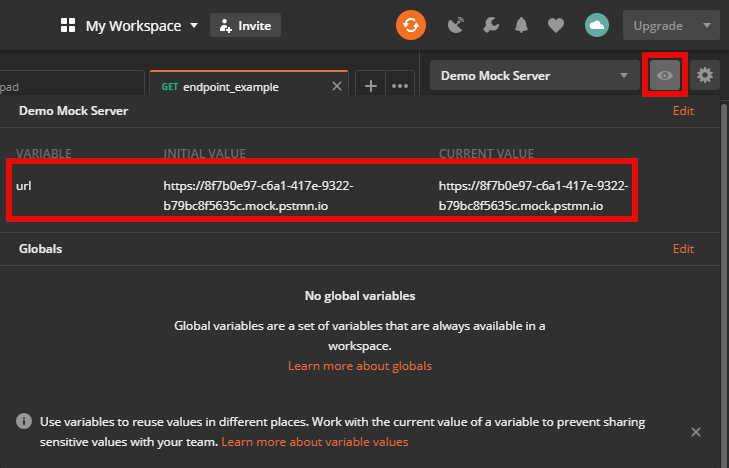 My Workspace
Invite
Upgrade
pad
GET endpoint_example
Demo Mock Server
Demo Mock Server
Edit
VARIABLE INITIAL VALUE CURRENT VALUE
url https://8f7b0e97-c6a1-417e-9322- https://8f7b0e97-c6a1-417e-9322-
b79bc8f5635c.mock.pstmn.io b79bc8f5635c.mock.pstmn.io
Globals
Edit
No global variables
Global variables are a set of variables that are always available in a
workspace.
Learn more about globals
Use variables to reuse values in different places. Work with the current value of a variable to prevent sharing
sensitive values with your team. Learn more about variable values